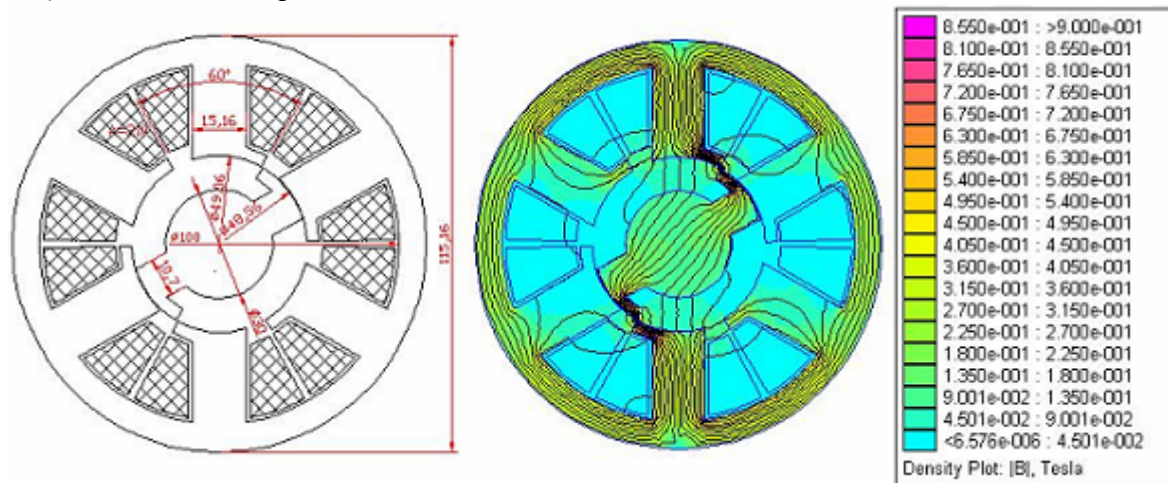 60°
15,16
Ø49,06
Ø48,56
Ø100
10,7
Ø30
115,16
8.550e-001 : >9.000e-001
8.100e-001 : 8.550e-001
7.650e-001 : 8.100e-001
7.200e-001 : 7.650e-001
6.750e-001 : 7.200e-001
6.300e-001 : 6.750e-001
5.850e-001 : 6.300e-001
5.400e-001 : 5.850e-001
4.950e-001 : 5.400e-001
4.500e-001 : 4.950e-001
4.050e-001 : 4.500e-001
3.600e-001 : 4.050e-001
3.150e-001 : 3.600e-001
2.700e-001 : 3.150e-001
2.250e-001 : 2.700e-001
1.800e-001 : 2.250e-001
1.350e-001 : 1.800e-001
9.001e-002 : 1.350e-001
4.501e-002 : 9.001e-002
<6.576e-006 : 4.501e-002
Density Plot: |B|, Tesla